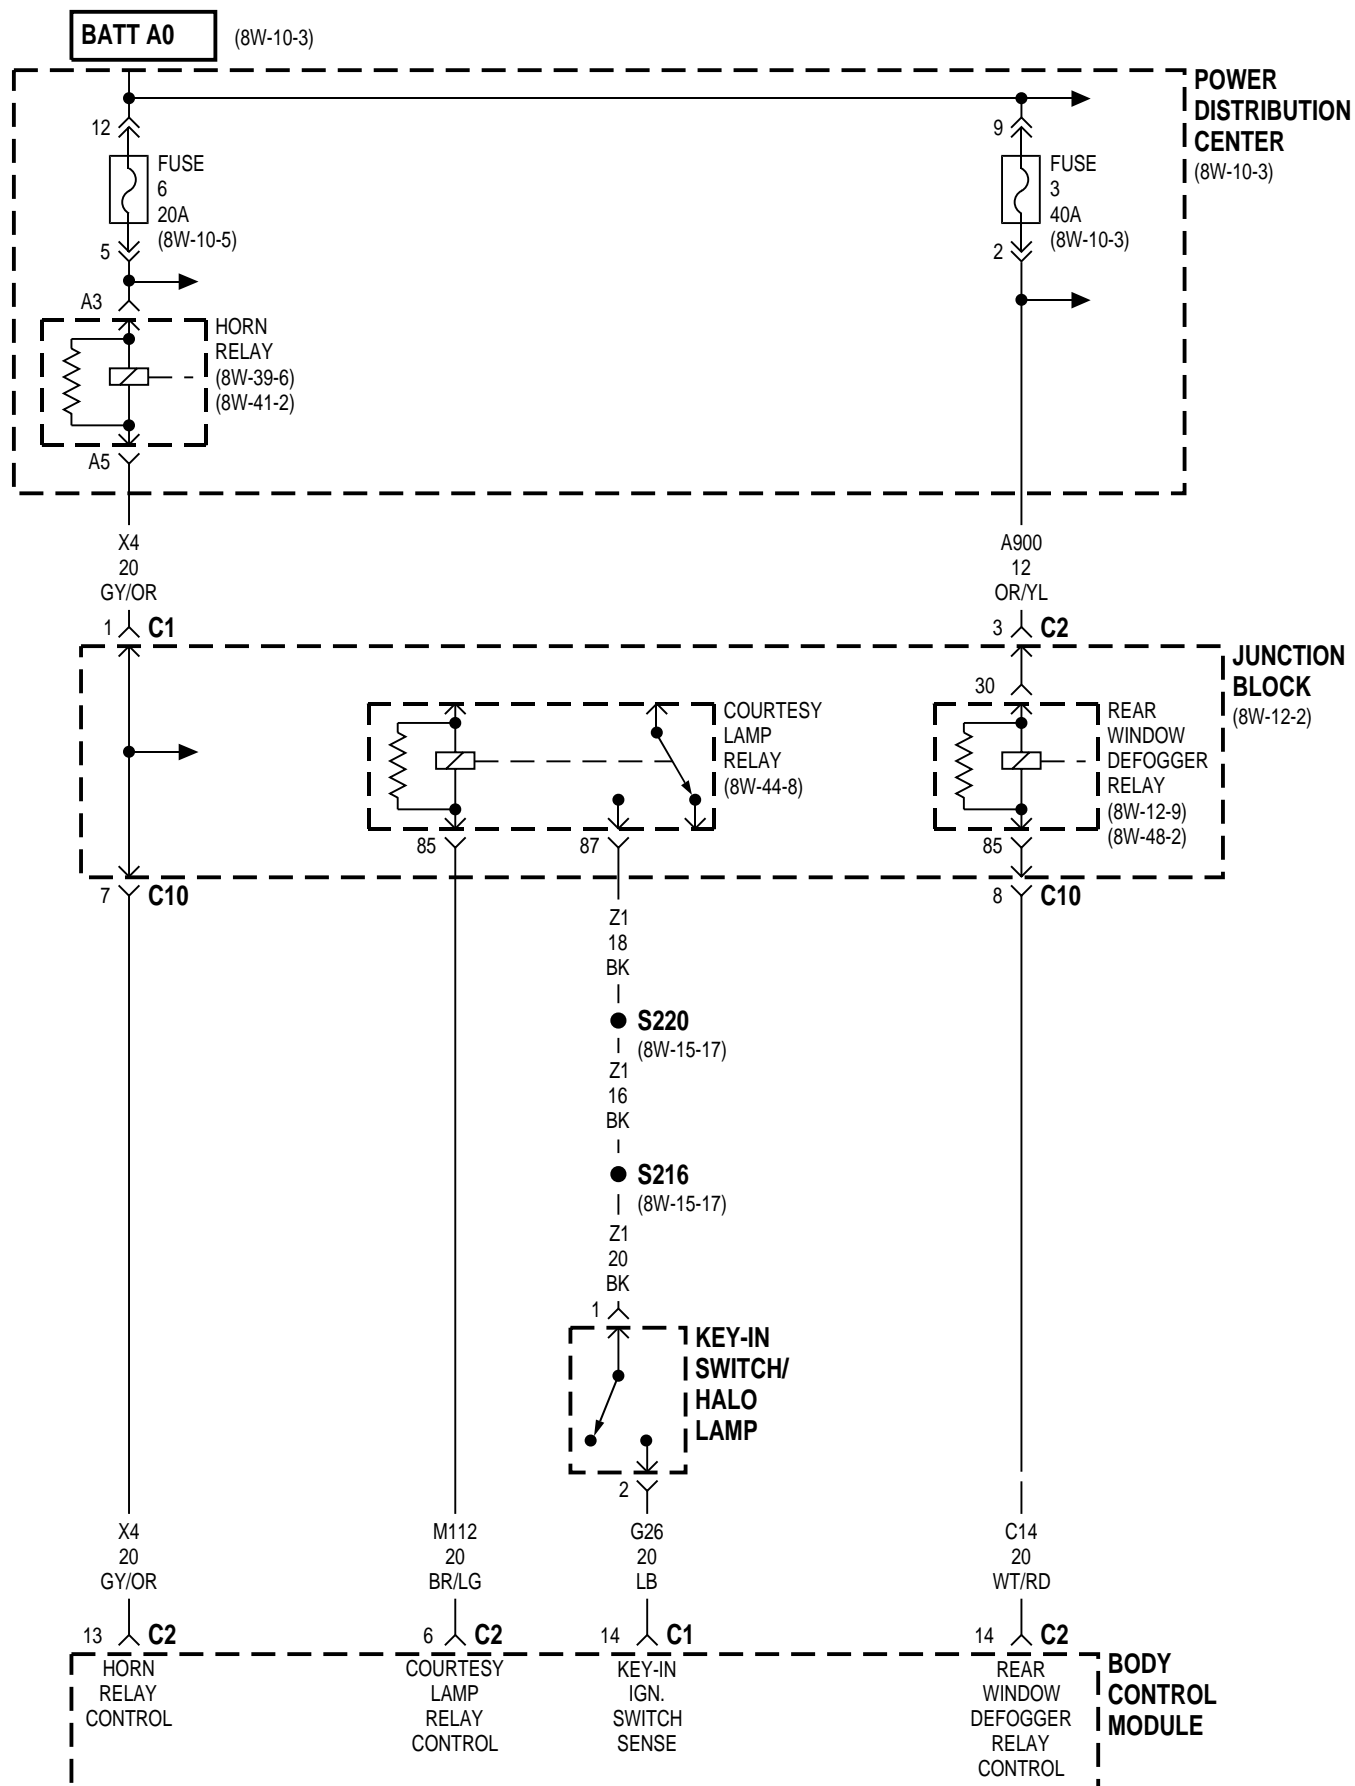 BATT A0 (8W-10-3)
POWER
DISTRIBUTION
CENTER
(8W-10-3)
12
FUSE
6
20A
(8W-10-5)
5
9
FUSE
3
40A
(8W-10-3)
2
A3
HORN
RELAY
(8W-39-6)
(8W-41-2)
A5
X4
20
GY/OR
1 C1
A900
12
OR/YL
3 C2
JUNCTION
BLOCK
(8W-12-2)
COURTESY
LAMP
RELAY
(8W-44-8)
85
87
30
REAR
WINDOW
DEFOGGER
RELAY
(8W-12-9)
(8W-48-2)
85
7 C10
8 C10
Z1
18
BK
S220
(8W-15-17)
Z1
16
BK
S216
(8W-15-17)
Z1
20
BK
1
KEY-IN
SWITCH/
HALO
LAMP
2
X4
20
GY/OR
13 C2
M112
20
BR/LG
6 C2
G26
20
LB
14 C1
C14
20
WT/RD
14 C2
HORN
RELAY
CONTROL
COURTESY
LAMP
RELAY
CONTROL
KEY-IN
IGN.
SWITCH
SENSE
REAR
WINDOW
DEFOGGER
RELAY
CONTROL
BODY
CONTROL
MODULE